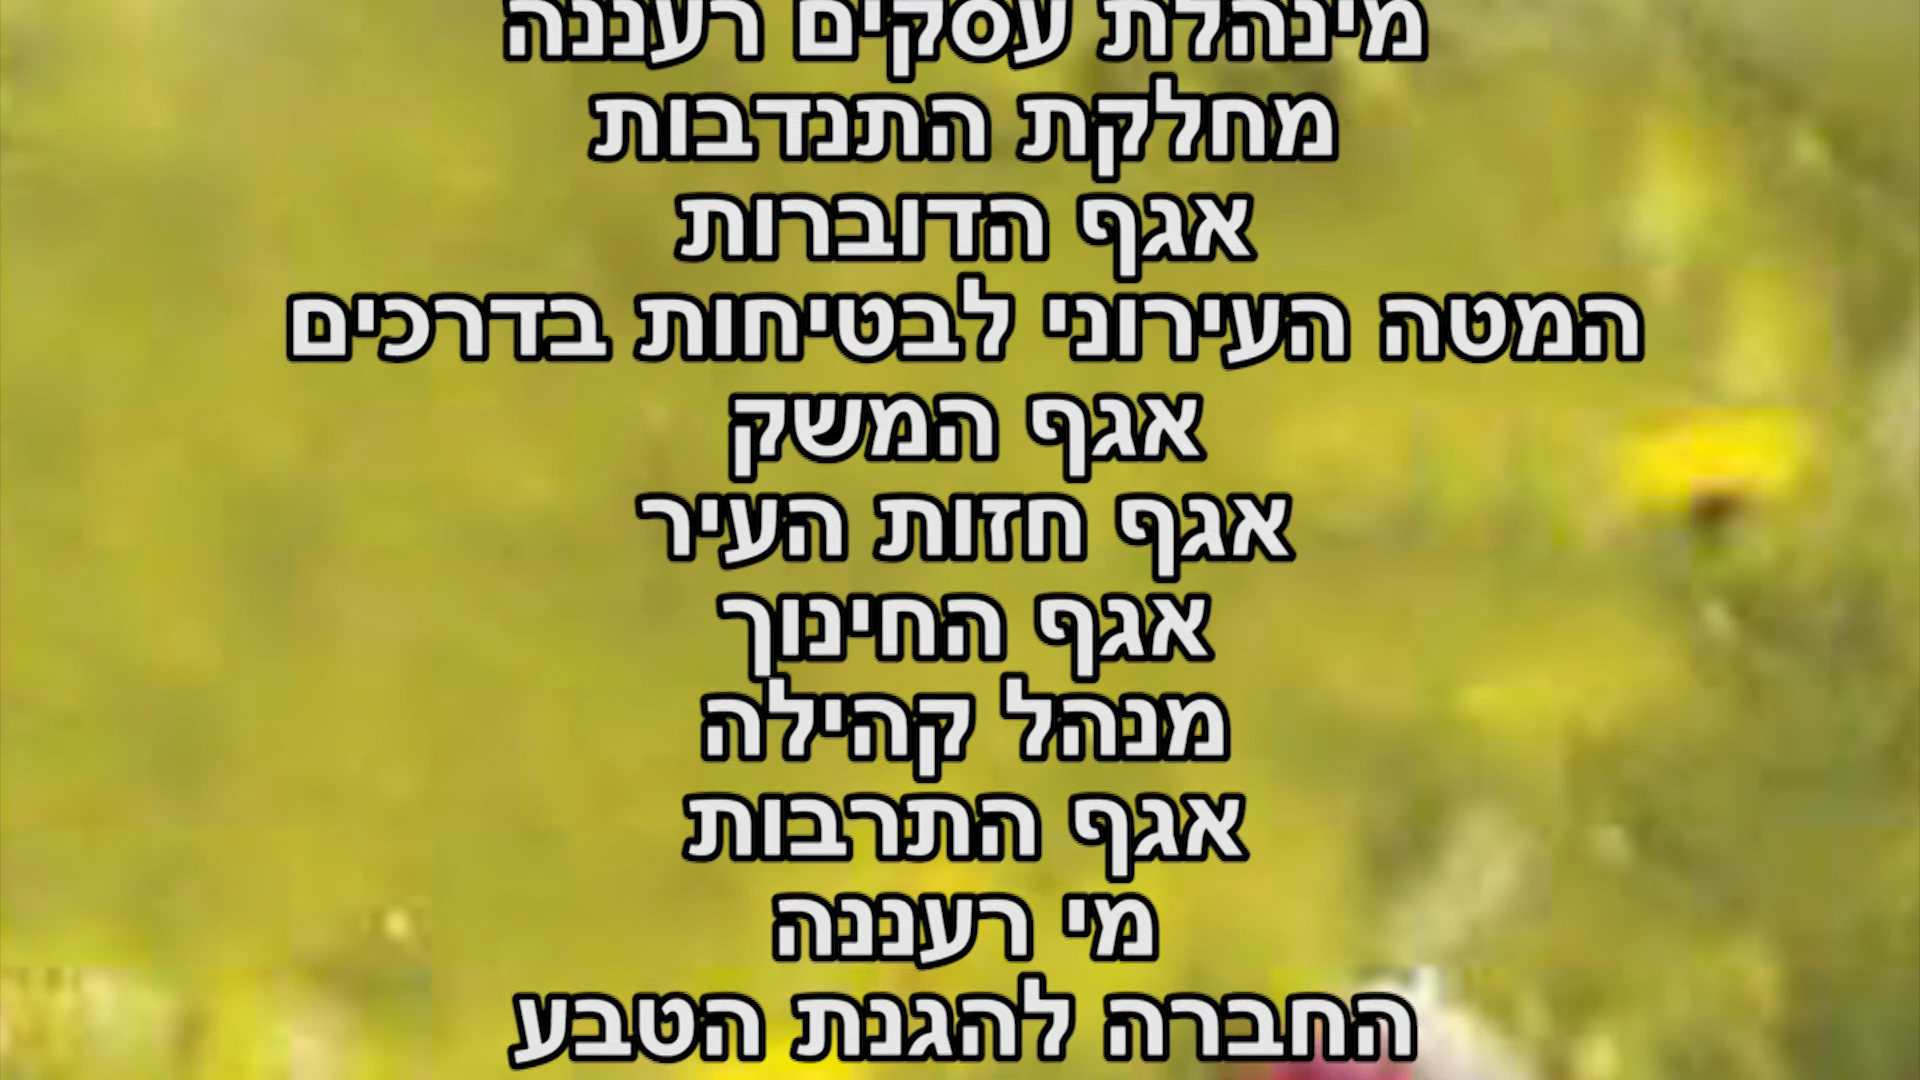 מינהלת עסקים רעננה
מחלקת התנדבות
אגף הדוברות
המטה העירוני לבטיחות בדרכים
אגף המשק
אגף חזות העיר
אגף החינוך
מנהל קהילה
אגף התרבות
מי רעננה
החברה להגנת הטבע